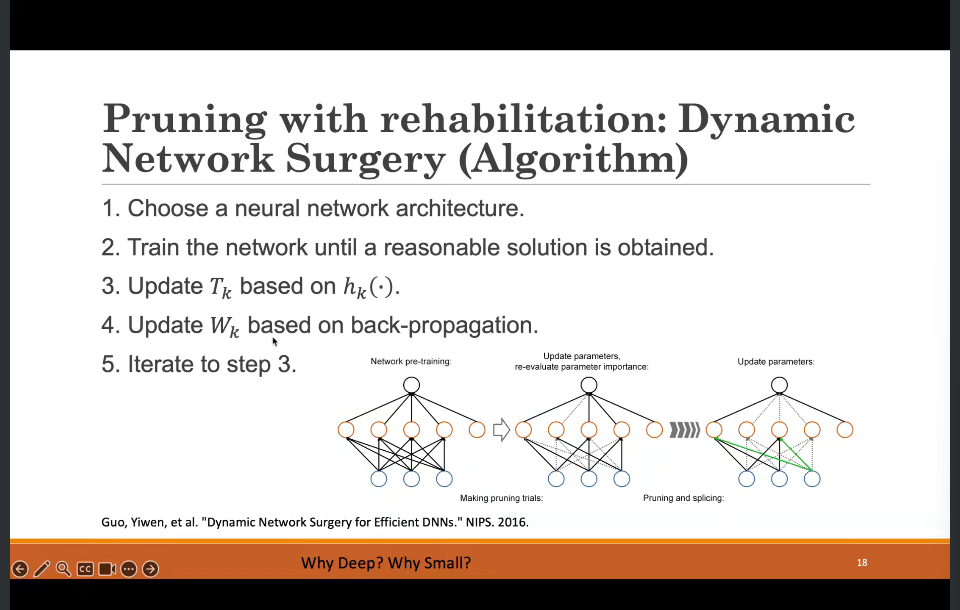 Pruning with rehabilitation: Dynamic
Network Surgery (Algorithm)
1. Choose a neural network architecture.
2. Train the network until a reasonable solution is obtained.
3. Update T_k based on h_k(·).
4. Update W_k based on back-propagation.
5. Iterate to step 3.
Network pre-training:
Update parameters,
re-evaluate parameter importance:
Update parameters:
Making pruning trials:
Pruning and splicing:
Guo, Yiwen, et al. "Dynamic Network Surgery for Efficient DNNs." NIPS. 2016.
CC
Why Deep? Why Small?
18